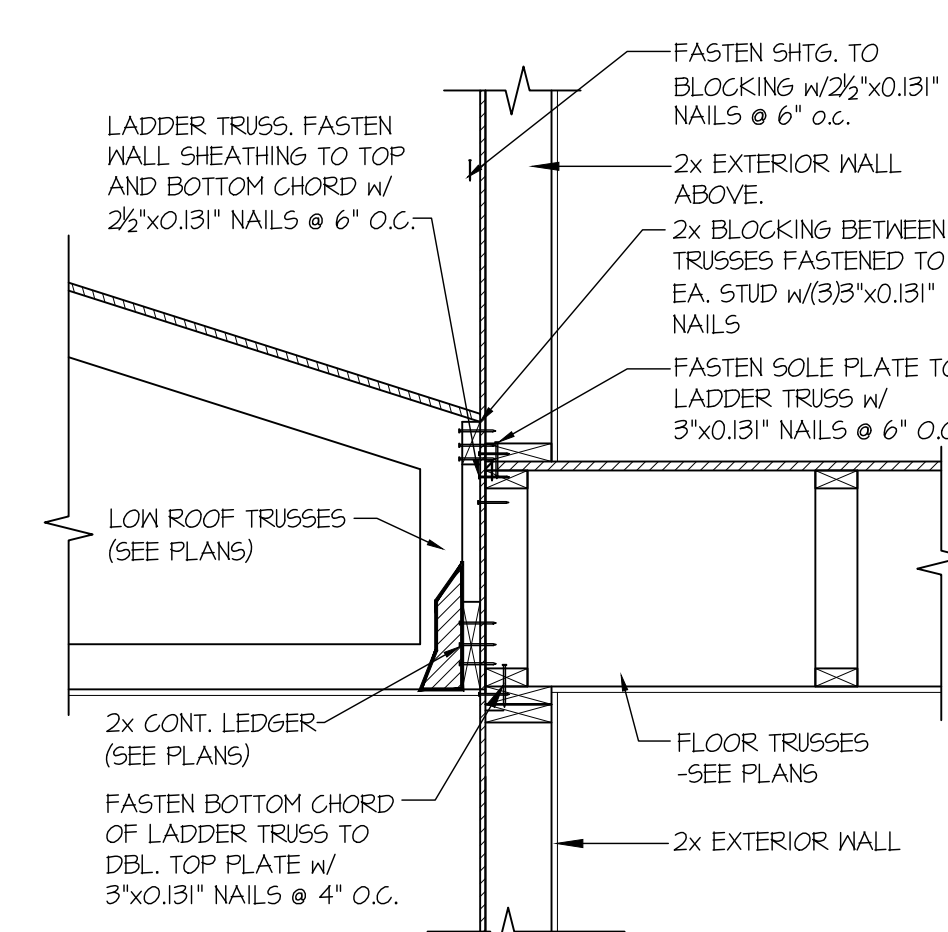 FASTEN SHTG. TO
BLOCKING w/2½"x0.131"
NAILS @ 6" o.c.
LADDER TRUSS. FASTEN
WALL SHEATHING TO TOP
AND BOTTOM CHORD w/
2½"x0.131" NAILS @ 6" O.C.
2x EXTERIOR WALL
ABOVE.
2x BLOCKING BETWEEN
TRUSSES FASTENED TO
EA. STUD w/(3)3"x0.131"
NAILS
FASTEN SOLE PLATE TO
LADDER TRUSS w/
3"x0.131" NAILS @ 6" O.C
LOW ROOF TRUSSES
(SEE PLANS)
2x CONT. LEDGER
(SEE PLANS)
FLOOR TRUSSES
-SEE PLANS
FASTEN BOTTOM CHORD
OF LADDER TRUSS TO
DBL. TOP PLATE w/
3"x0.131" NAILS @ 4" O.C.
2x EXTERIOR WALL